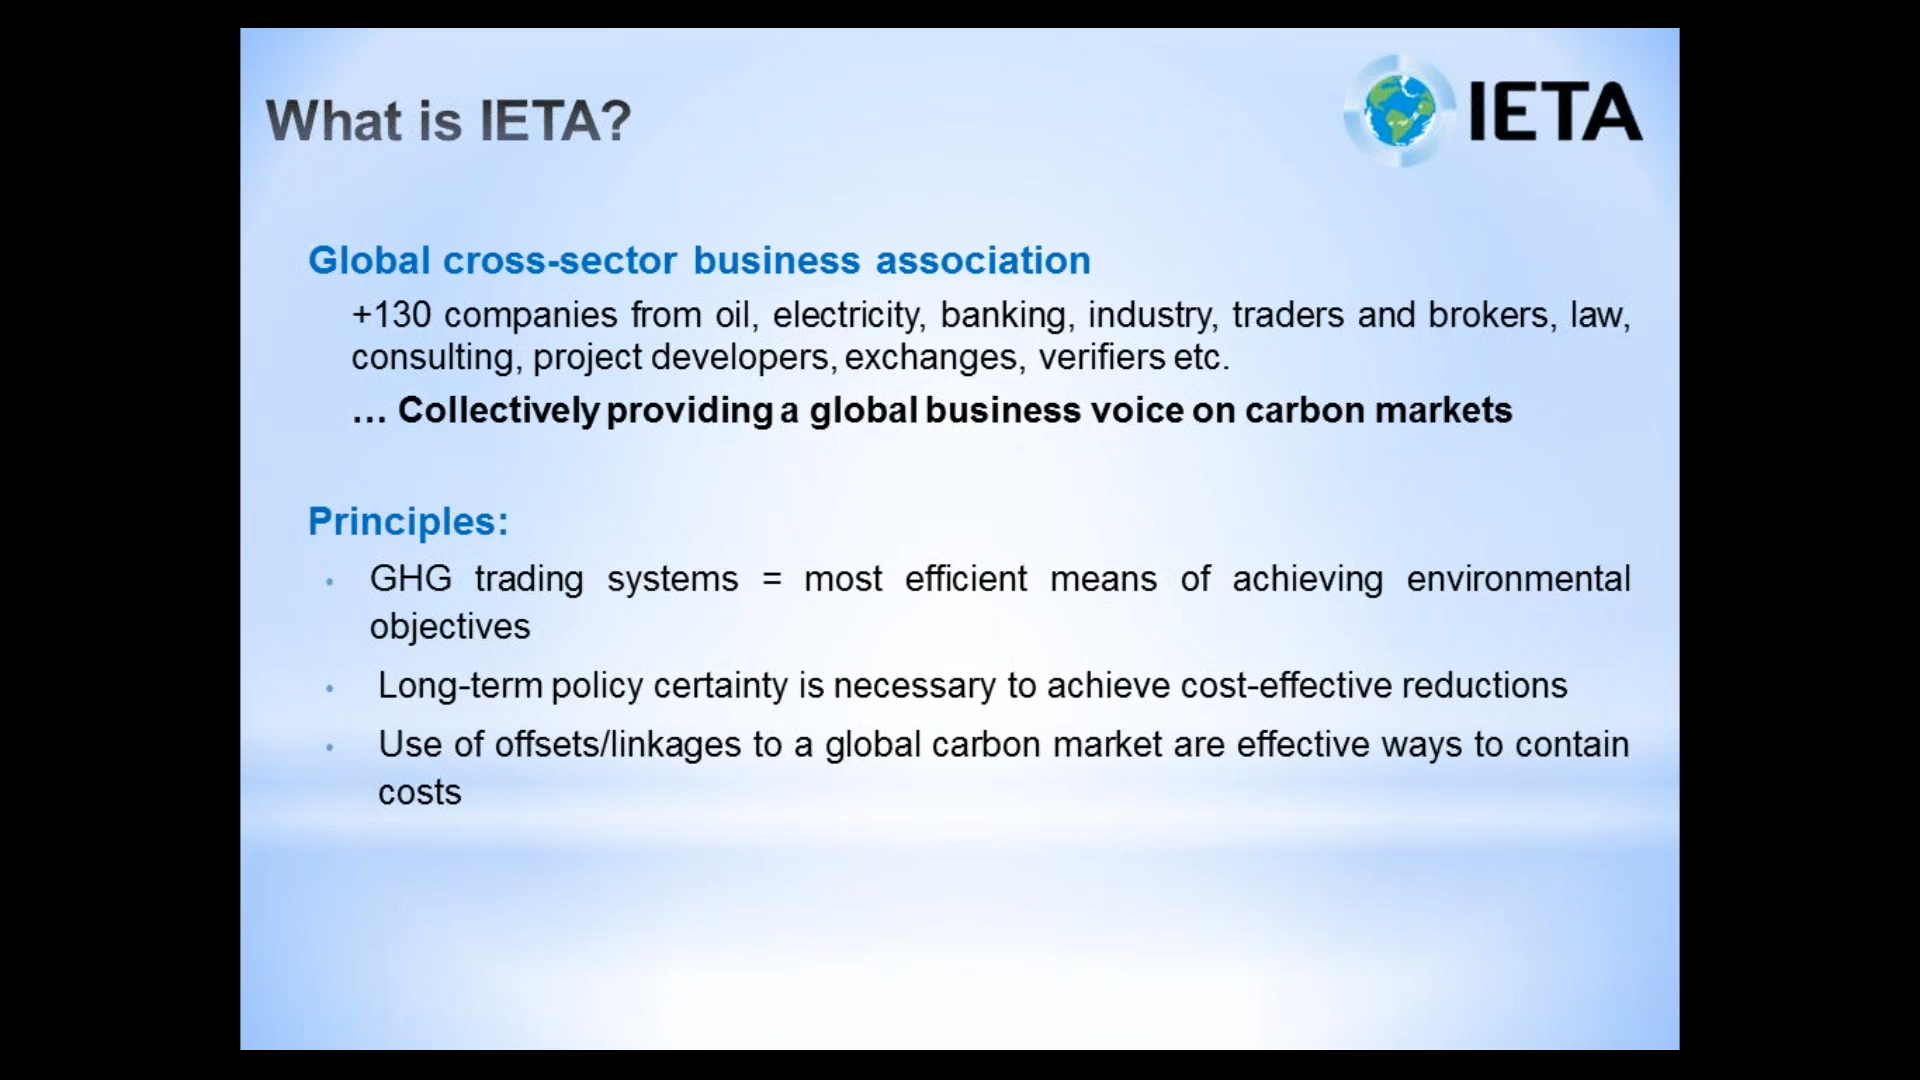 What is IETA?
IETA
Global cross-sector business association
+130 companies from oil, electricity, banking, industry, traders and brokers, law,
consulting, project developers, exchanges, verifiers etc.
... Collectively providing a global business voice on carbon markets
Principles:
• GHG trading systems = most efficient means of achieving environmental
objectives
• Long-term policy certainty is necessary to achieve cost-effective reductions
• Use of offsets/linkages to a global carbon market are effective ways to contain
costs